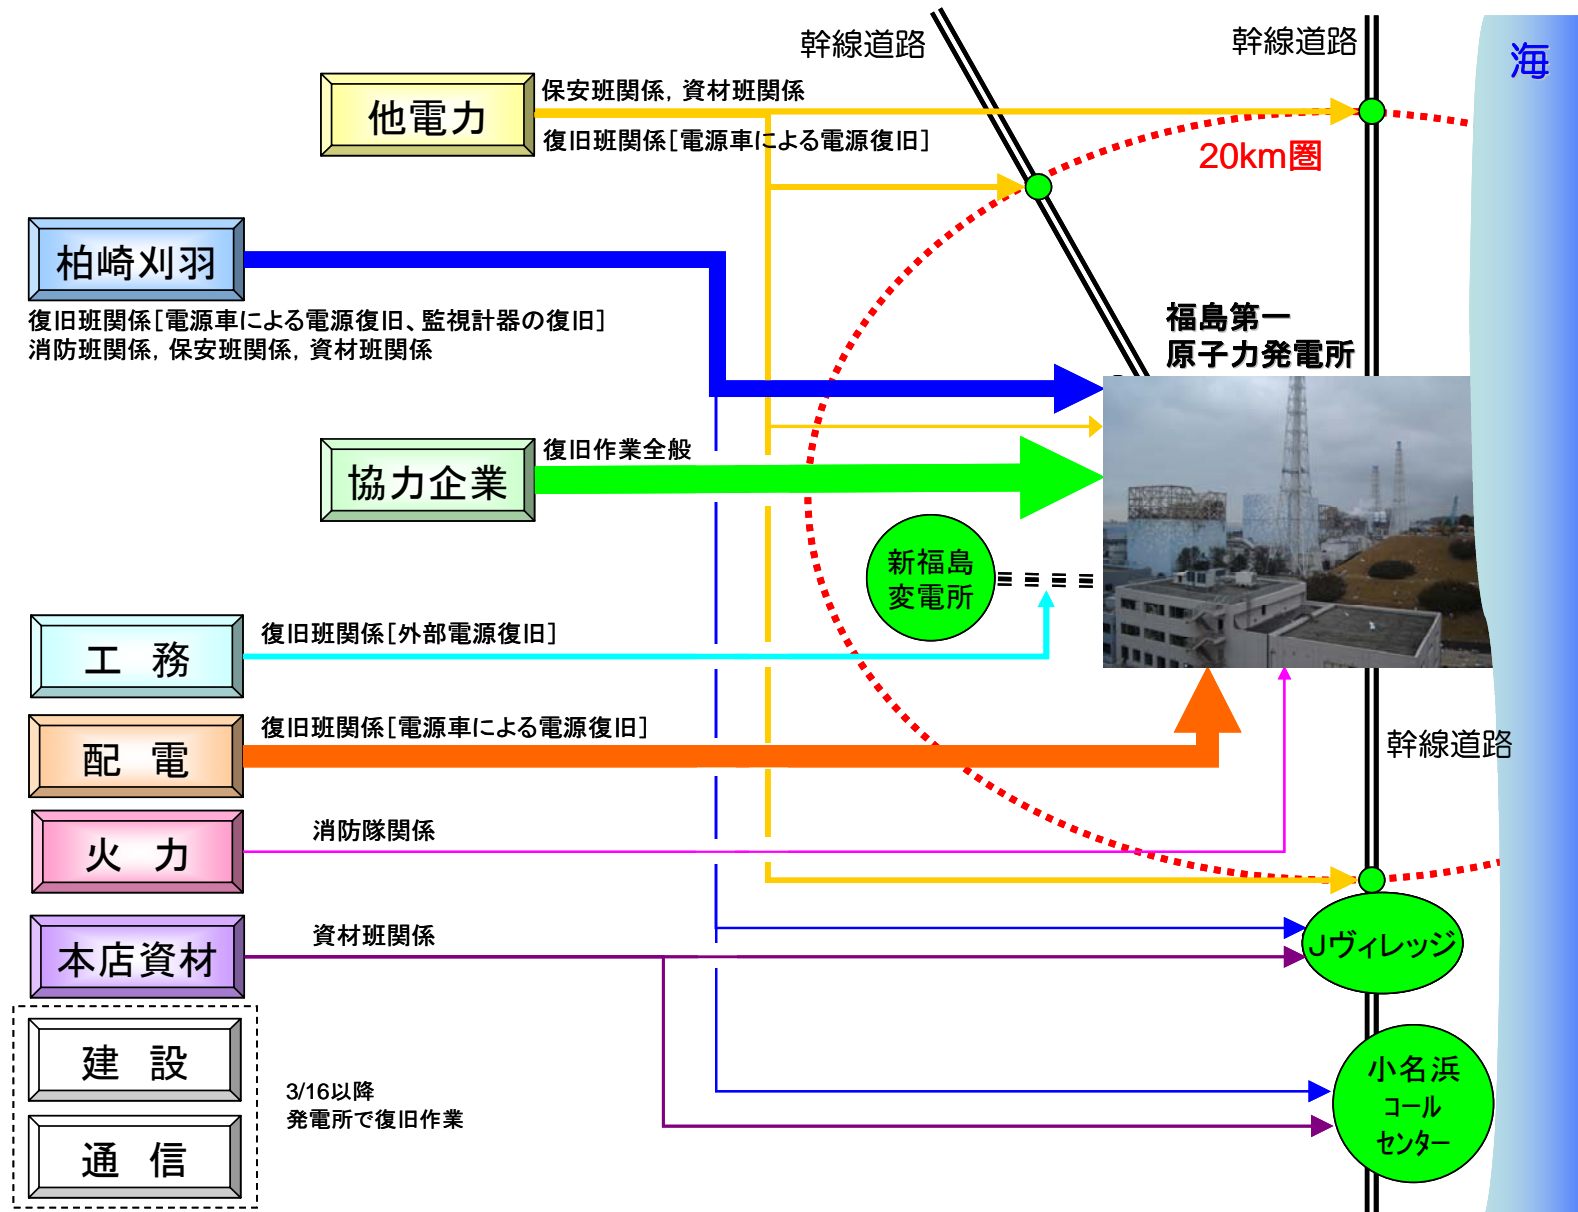 幹線道路
幹線道路
海
他電力
保安班関係，資材班関係
復旧班関係［電源車による電源復旧］
20km圏
柏崎刈羽
復旧班関係［電源車による電源復旧、監視計器の復旧］
消防班関係，保安班関係，資材班関係
福島第一
原子力発電所
協力企業
復旧作業全般
新福島
変電所
工　務
復旧班関係［外部電源復旧］
配　電
復旧班関係［電源車による電源復旧］
幹線道路
火　力
消防隊関係
本店資材
資材班関係
Jヴィレッジ
建　設
通　信
3/16以降
発電所で復旧作業
小名浜
コール
センター